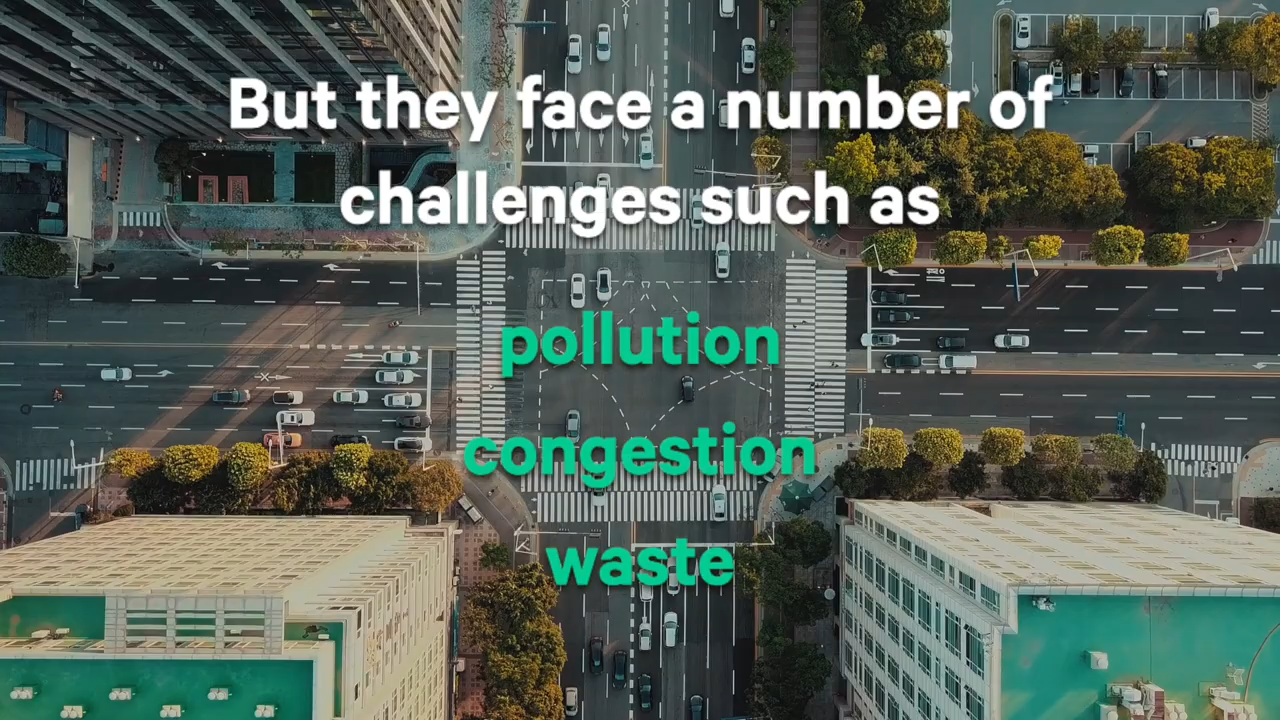 But they face a number of
challenges such as
pollution
congestion
waste